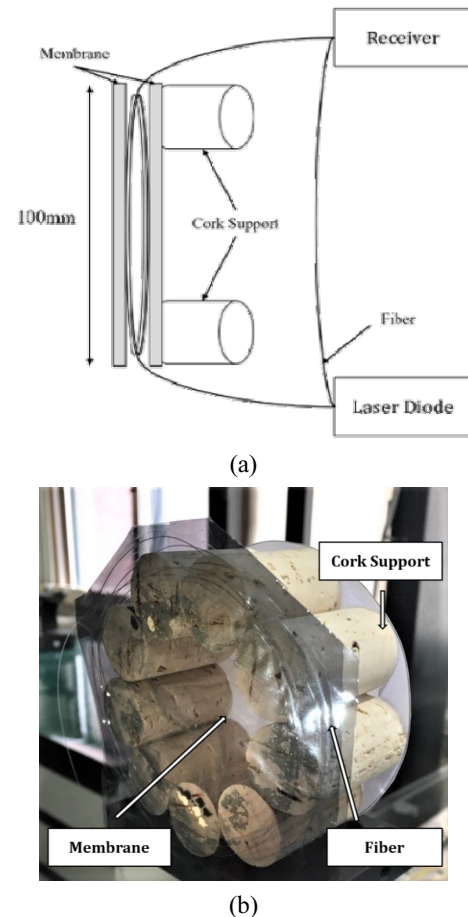 Receiver
Membrane
100mm
Cork Support
Fiber
Laser Diode
(a)
Cork Support
Membrane
Fiber
(b)